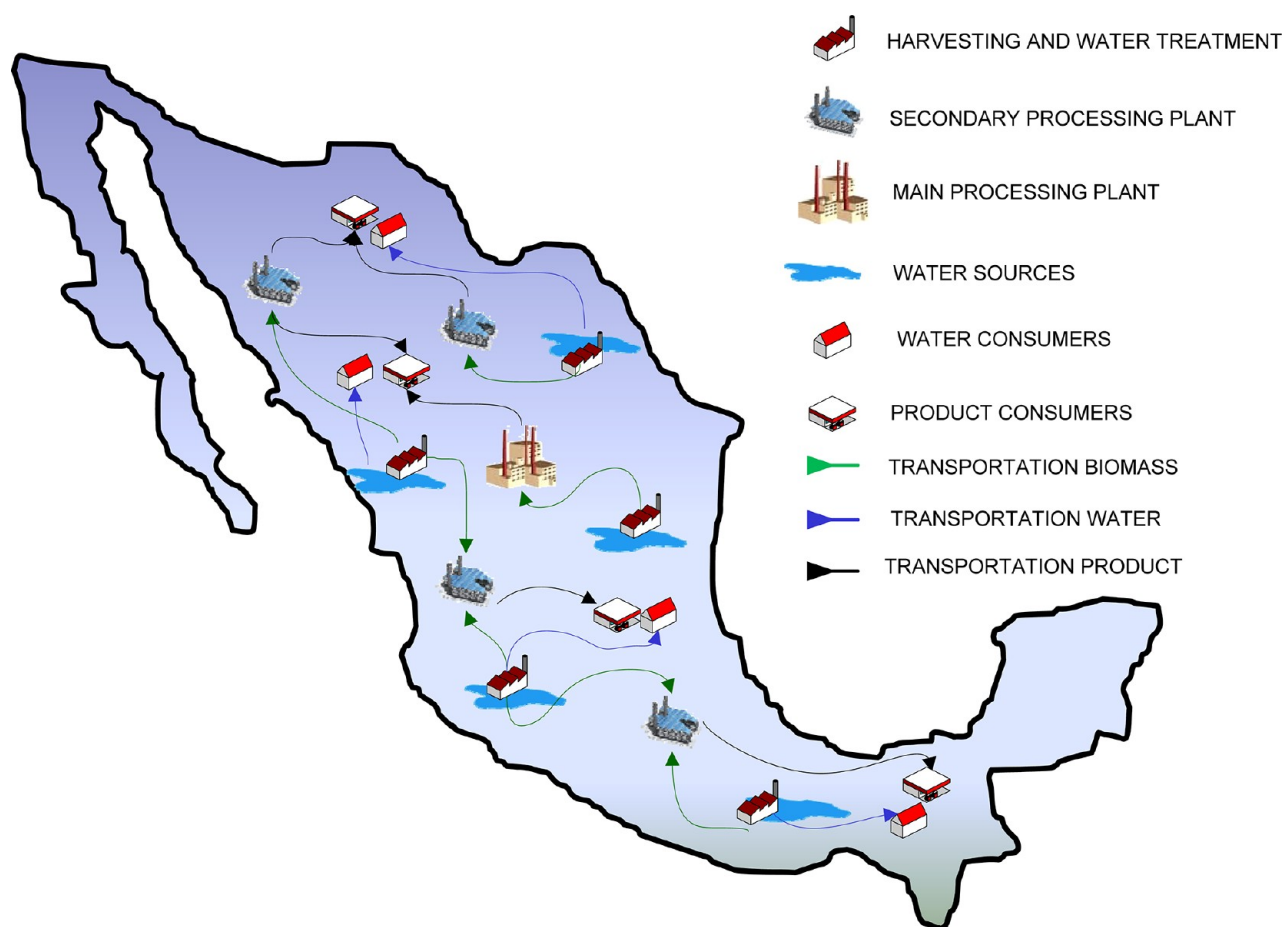 HARVESTING AND WATER TREATMENT
SECONDARY PROCESSING PLANT
MAIN PROCESSING PLANT
WATER SOURCES
WATER CONSUMERS
PRODUCT CONSUMERS
TRANSPORTATION BIOMASS
TRANSPORTATION WATER
TRANSPORTATION PRODUCT